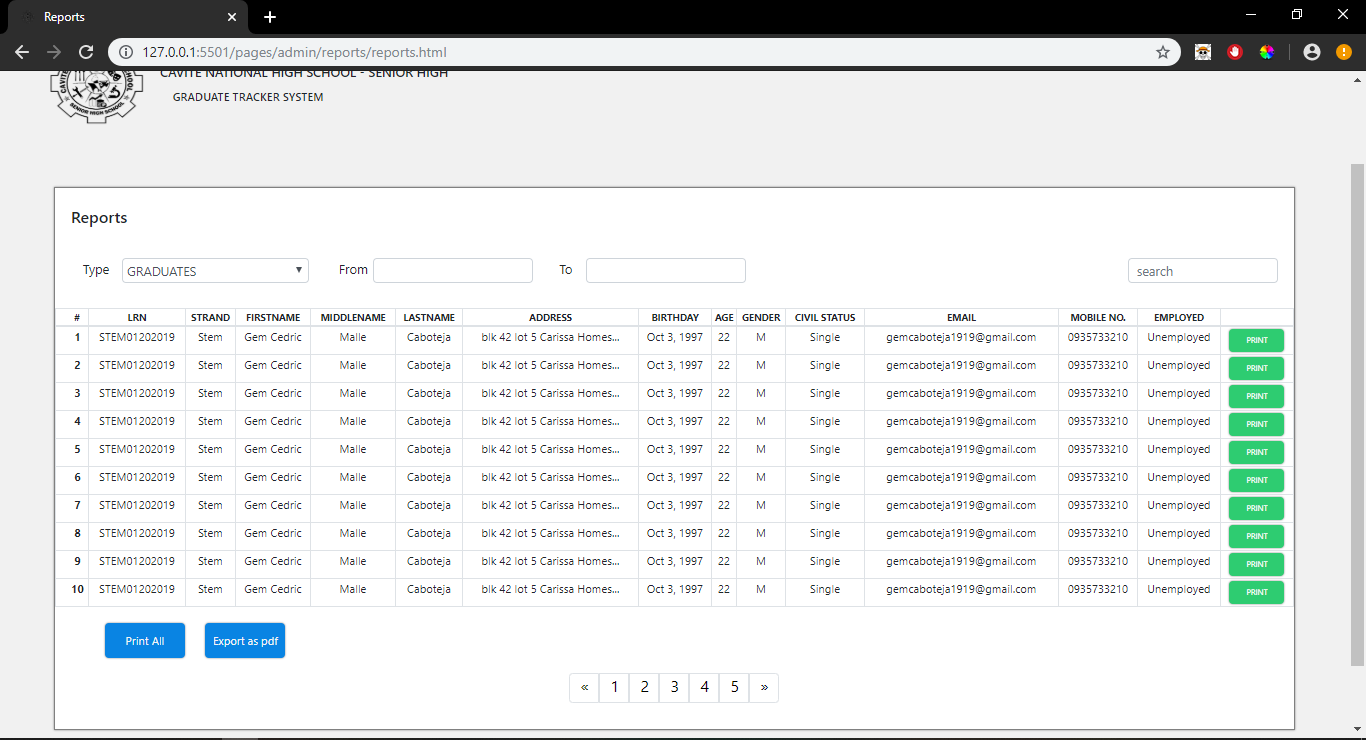 Reports
127.0.0.1:5501/pages/admin/reports/reports.html
CAVITE NATIONAL HIGH SCHOOL - SENIOR HIGH
GRADUATE TRACKER SYSTEM
SENIOR HIGH SCHOOL
Reports
Type GRADUATES From To search
# LRN STRAND FIRSTNAME MIDDLENAME LASTNAME ADDRESS BIRTHDAY AGE GENDER CIVIL STATUS EMAIL MOBILE NO. EMPLOYED
1 STEM01202019 Stem Gem Cedric Malle Caboteja blk 42 lot 5 Carissa Homes... Oct 3, 1997 22 M Single gemcaboteja1919@gmail.com 0935733210 Unemployed PRINT
2 STEM01202019 Stem Gem Cedric Malle Caboteja blk 42 lot 5 Carissa Homes... Oct 3, 1997 22 M Single gemcaboteja1919@gmail.com 0935733210 Unemployed PRINT
3 STEM01202019 Stem Gem Cedric Malle Caboteja blk 42 lot 5 Carissa Homes... Oct 3, 1997 22 M Single gemcaboteja1919@gmail.com 0935733210 Unemployed PRINT
4 STEM01202019 Stem Gem Cedric Malle Caboteja blk 42 lot 5 Carissa Homes... Oct 3, 1997 22 M Single gemcaboteja1919@gmail.com 0935733210 Unemployed PRINT
5 STEM01202019 Stem Gem Cedric Malle Caboteja blk 42 lot 5 Carissa Homes... Oct 3, 1997 22 M Single gemcaboteja1919@gmail.com 0935733210 Unemployed PRINT
6 STEM01202019 Stem Gem Cedric Malle Caboteja blk 42 lot 5 Carissa Homes... Oct 3, 1997 22 M Single gemcaboteja1919@gmail.com 0935733210 Unemployed PRINT
7 STEM01202019 Stem Gem Cedric Malle Caboteja blk 42 lot 5 Carissa Homes... Oct 3, 1997 22 M Single gemcaboteja1919@gmail.com 0935733210 Unemployed PRINT
8 STEM01202019 Stem Gem Cedric Malle Caboteja blk 42 lot 5 Carissa Homes... Oct 3, 1997 22 M Single gemcaboteja1919@gmail.com 0935733210 Unemployed PRINT
9 STEM01202019 Stem Gem Cedric Malle Caboteja blk 42 lot 5 Carissa Homes... Oct 3, 1997 22 M Single gemcaboteja1919@gmail.com 0935733210 Unemployed PRINT
10 STEM01202019 Stem Gem Cedric Malle Caboteja blk 42 lot 5 Carissa Homes... Oct 3, 1997 22 M Single gemcaboteja1919@gmail.com 0935733210 Unemployed PRINT
Print All Export as pdf
« 1 2 3 4 5 »